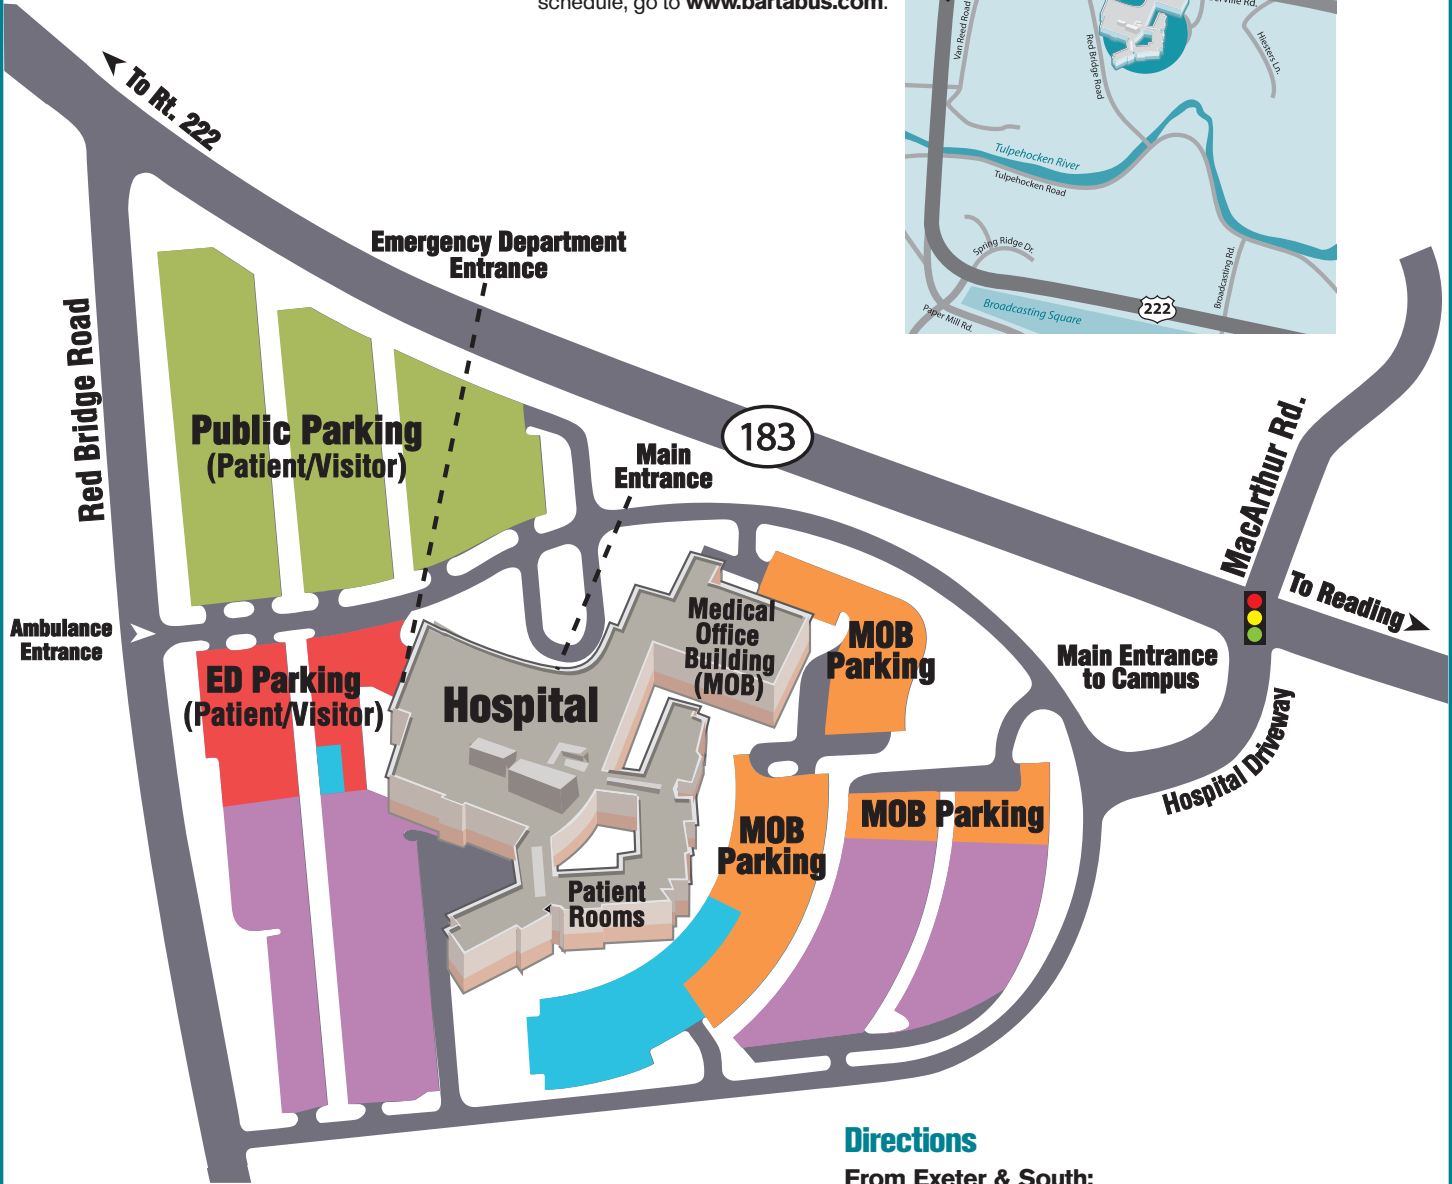 schedule, go to www.bartabus.com.
Van Reed Road
Red Bridge Road
Hiesters Ln.
Tulpehocken River
Tulpehocken Road
Spring Ridge Dr.
Broadcasting Rd.
Broadcasting Square
Paper Mill Rd.
222
To Rt. 222
Emergency Department
Entrance
Red Bridge Road
Public Parking
(Patient/Visitor)
183
Main
Entrance
MacArthur Rd.
To Reading
Ambulance
Entrance
Medical
Office
Building
(MOB)
MOB
Parking
Main Entrance
to Campus
ED Parking
(Patient/Visitor)
Hospital
Hospital Driveway
MOB Parking
MOB
Parking
Patient
Rooms
Directions
From Exeter & South: